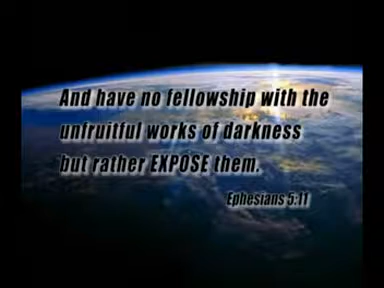 And have no fellowship with the
unfruitful works of darkness
but rather EXPOSE them.
Ephesians 5:11